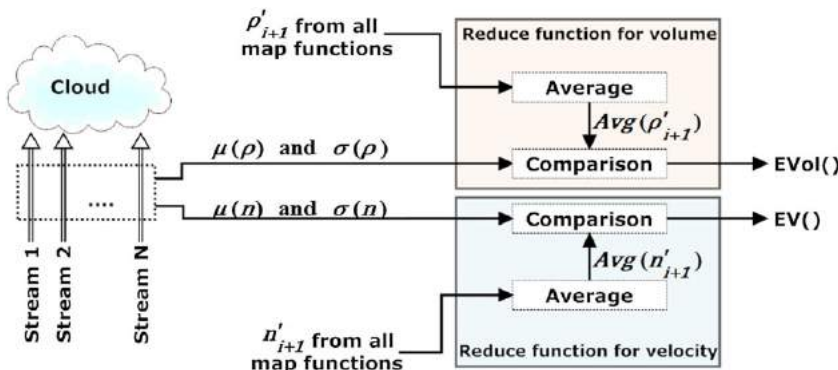 ρ'ᵢ₊₁ from all
map functions
Reduce function for volume
Cloud
Average
Avg(ρ'ᵢ₊₁)
μ(ρ) and σ(ρ)
Comparison
EVol()
....
μ(n) and σ(n)
Comparison
EV()
Avg(n'ᵢ₊₁)
Stream 1
Stream 2
Stream N
Average
n'ᵢ₊₁ from all
map functions
Reduce function for velocity